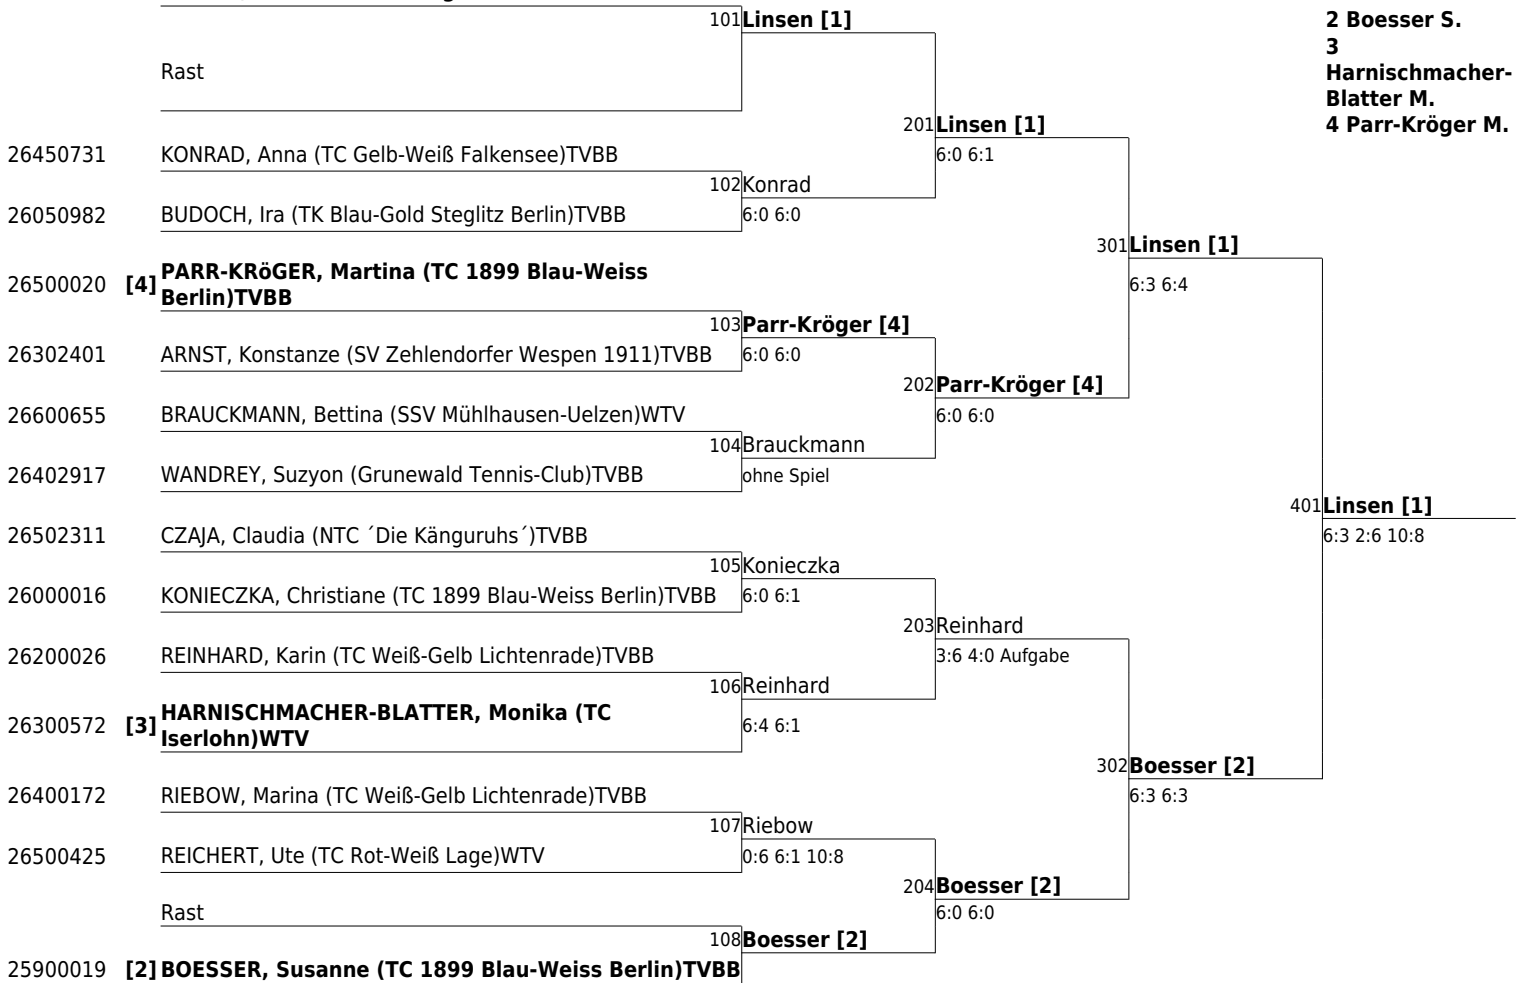 101 Linsen [1]
2 Boesser S.
3
Harnischmacher-
Blatter M.
4 Parr-Kröger M.
Rast
201 Linsen [1]
6:0 6:1
26450731 KONRAD, Anna (TC Gelb-Weiß Falkensee)TVBB
102 Konrad
6:0 6:0
26050982 BUDOCH, Ira (TK Blau-Gold Steglitz Berlin)TVBB
301 Linsen [1]
6:3 6:4
26500020 [4] PARR-KRöGER, Martina (TC 1899 Blau-Weiss
Berlin)TVBB
103 Parr-Kröger [4]
6:0 6:0
26302401 ARNST, Konstanze (SV Zehlendorfer Wespen 1911)TVBB
202 Parr-Kröger [4]
6:0 6:0
26600655 BRAUCKMANN, Bettina (SSV Mühlhausen-Uelzen)WTV
104 Brauckmann
ohne Spiel
26402917 WANDREY, Suzyon (Grunewald Tennis-Club)TVBB
401 Linsen [1]
6:3 2:6 10:8
26502311 CZAJA, Claudia (NTC ´Die Känguruhs´)TVBB
105 Konieczka
6:0 6:1
26000016 KONIECZKA, Christiane (TC 1899 Blau-Weiss Berlin)TVBB
203 Reinhard
3:6 4:0 Aufgabe
26200026 REINHARD, Karin (TC Weiß-Gelb Lichtenrade)TVBB
106 Reinhard
6:4 6:1
26300572 [3] HARNISCHMACHER-BLATTER, Monika (TC
Iserlohn)WTV
302 Boesser [2]
6:3 6:3
26400172 RIEBOW, Marina (TC Weiß-Gelb Lichtenrade)TVBB
107 Riebow
0:6 6:1 10:8
26500425 REICHERT, Ute (TC Rot-Weiß Lage)WTV
204 Boesser [2]
6:0 6:0
Rast
108 Boesser [2]
25900019 [2] BOESSER, Susanne (TC 1899 Blau-Weiss Berlin)TVBB